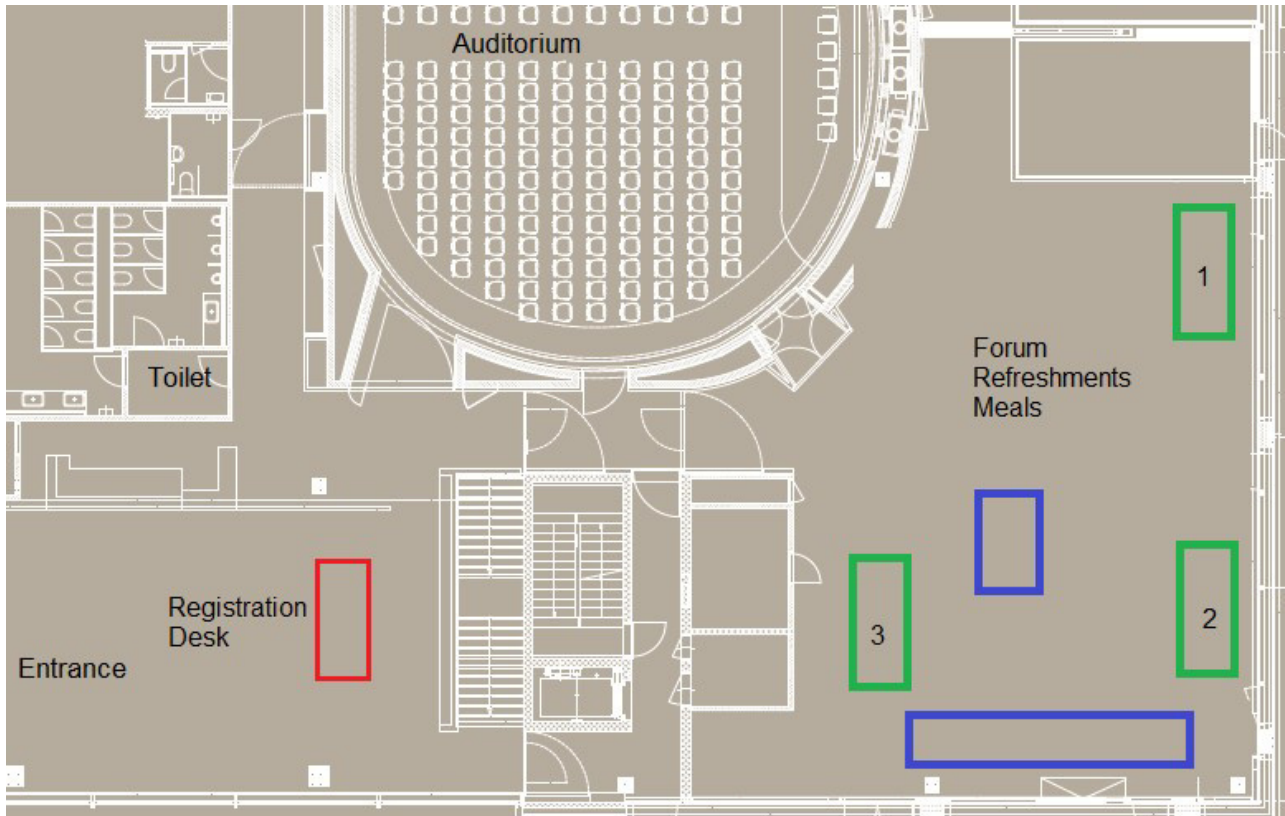 Auditorium
1
Forum
Refreshments
Meals
Toilet
Registration
Desk
Entrance
3
2